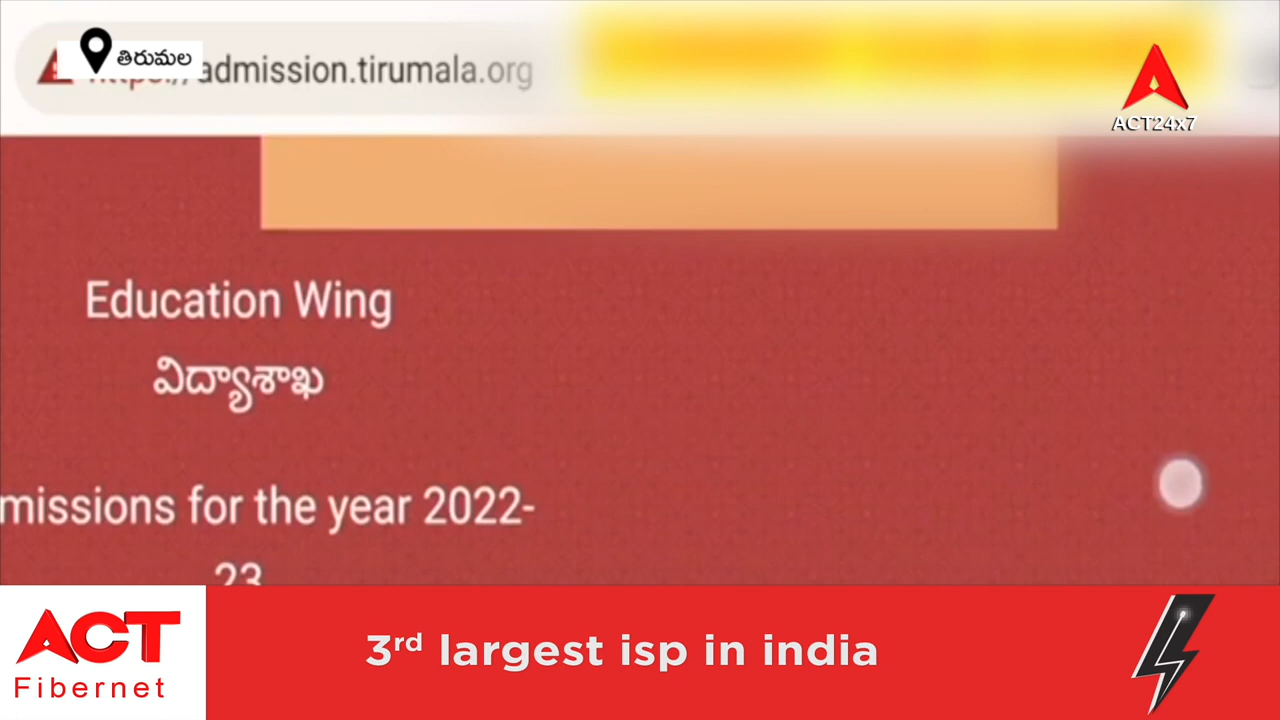 తిరుమల
https://admission.tirumala.org
ACT24x7
Education Wing
విద్యాశాఖ
missions for the year 2022-
23
ACT
Fibernet
3rd largest isp in india